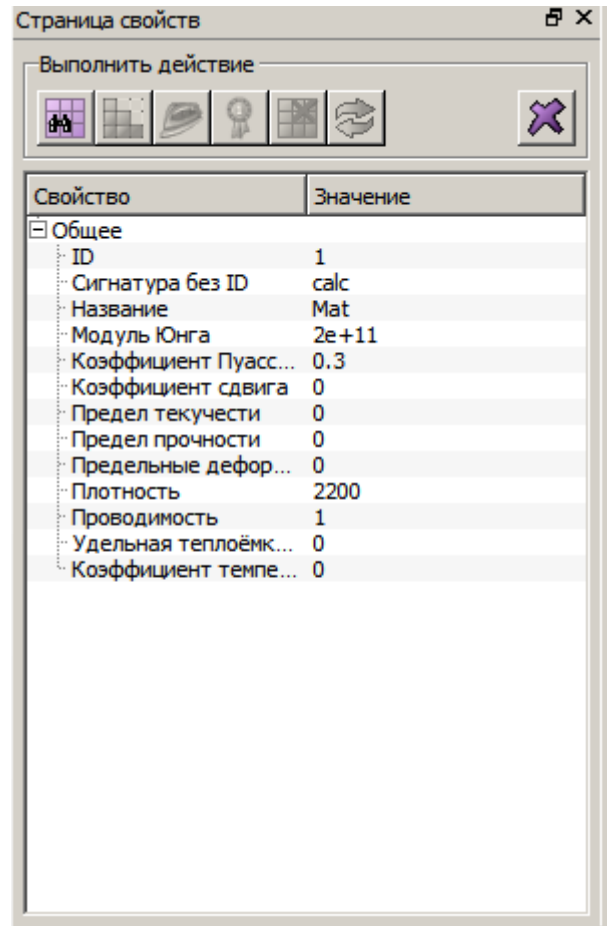 Страница свойств
Выполнить действие
Свойство Значение
Общее
ID 1
Сигнатура без ID calc
Название Mat
Модуль Юнга 2e+11
Коэффициент Пуасс... 0.3
Коэффициент сдвига 0
Предел текучести 0
Предел прочности 0
Предельные дефор... 0
Плотность 2200
Проводимость 1
Удельная теплоёмк... 0
Коэффициент темпе... 0